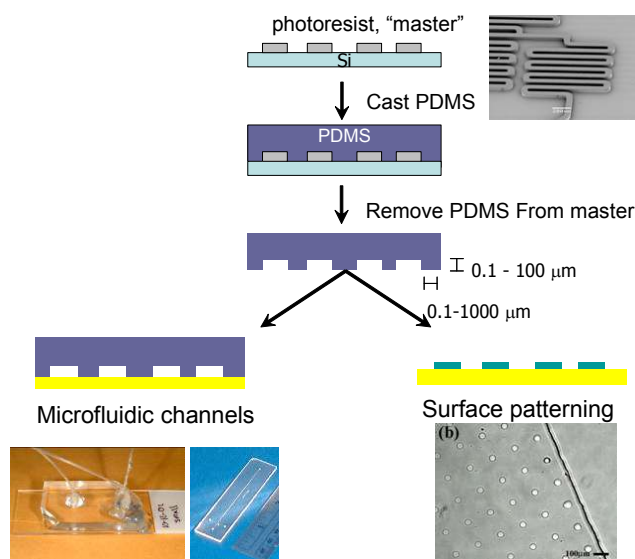 photoresist, “master”
Si
Cast PDMS
PDMS
Remove PDMS From master
0.1 - 100 μm
0.1-1000 μm
Microfluidic channels
Surface patterning
(b)
100μm